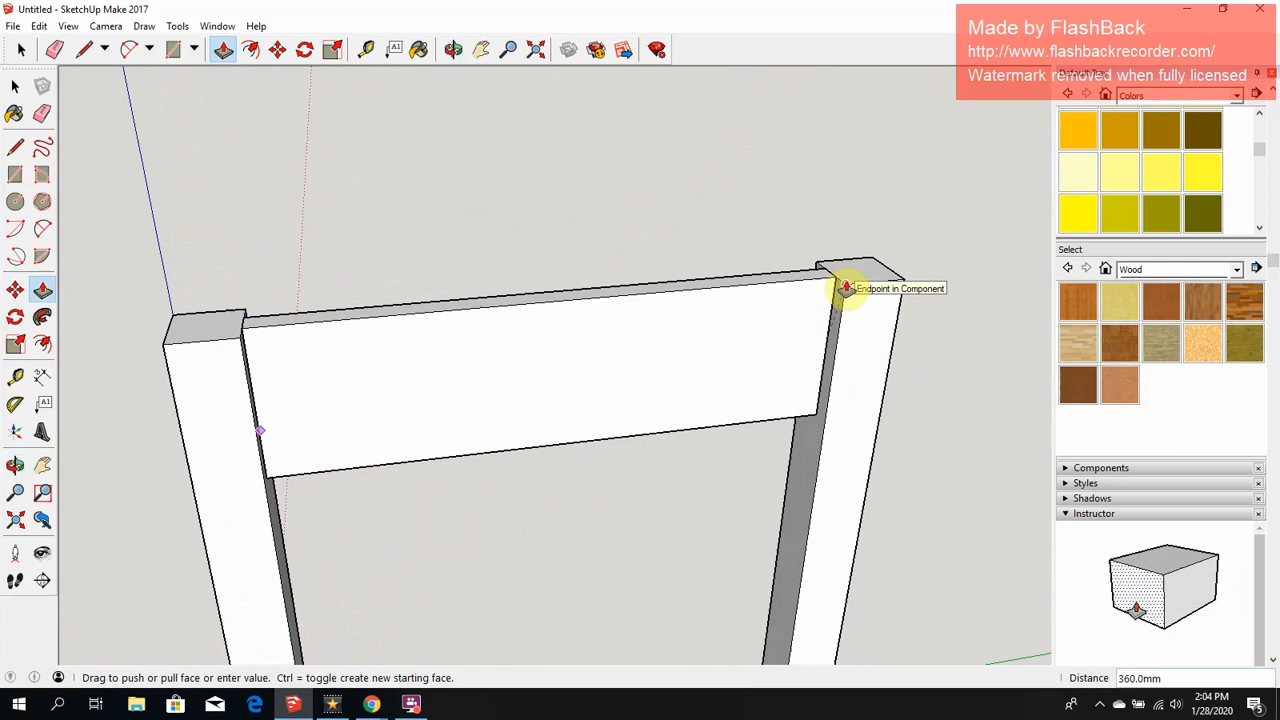 Untitled - SketchUp Make 2017
File Edit View Camera Draw Tools Window Help
Made by FlashBack
http://www.flashbackrecorder.com/
Watermark removed when fully licensed
A1
Colors
Endpoint in Component
Select
Wood
A1
Components
Styles
Shadows
Instructor
Drag to push or pull face or enter value. Ctrl = toggle create new starting face.
Distance 360.0mm
2:04 PM
1/28/2020
5